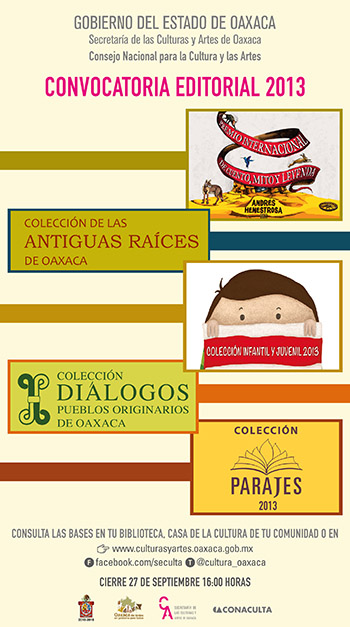 GOBIERNO DEL ESTADO DE OAXACA
Secretaría de las Culturas y Artes de Oaxaca
Consejo Nacional para la Cultura y las Artes
CONVOCATORIA EDITORIAL 2013
PREMIO INTERNACIONAL
DE CUENTO, MITO Y LEYENDA
ANDRES
HENESTROSA
COLECCIÓN DE LAS
ANTIGUAS RAÍCES
DE OAXACA
COLECCIÓN INFANTIL Y JUVENIL 2013
COLECCIÓN
DIÁLOGOS
PUEBLOS ORIGINARIOS
DE OAXACA
COLECCIÓN
PARAJES
2013
CONSULTA LAS BASES EN TU BIBLIOTECA, CASA DE LA CULTURA DE TU COMUNIDAD O EN
www.culturasyartes.oaxaca.gob.mx
facebook.com/seculta @cultura_oaxaca
CIERRE 27 DE SEPTIEMBRE 16:00 HORAS
CONACULTA